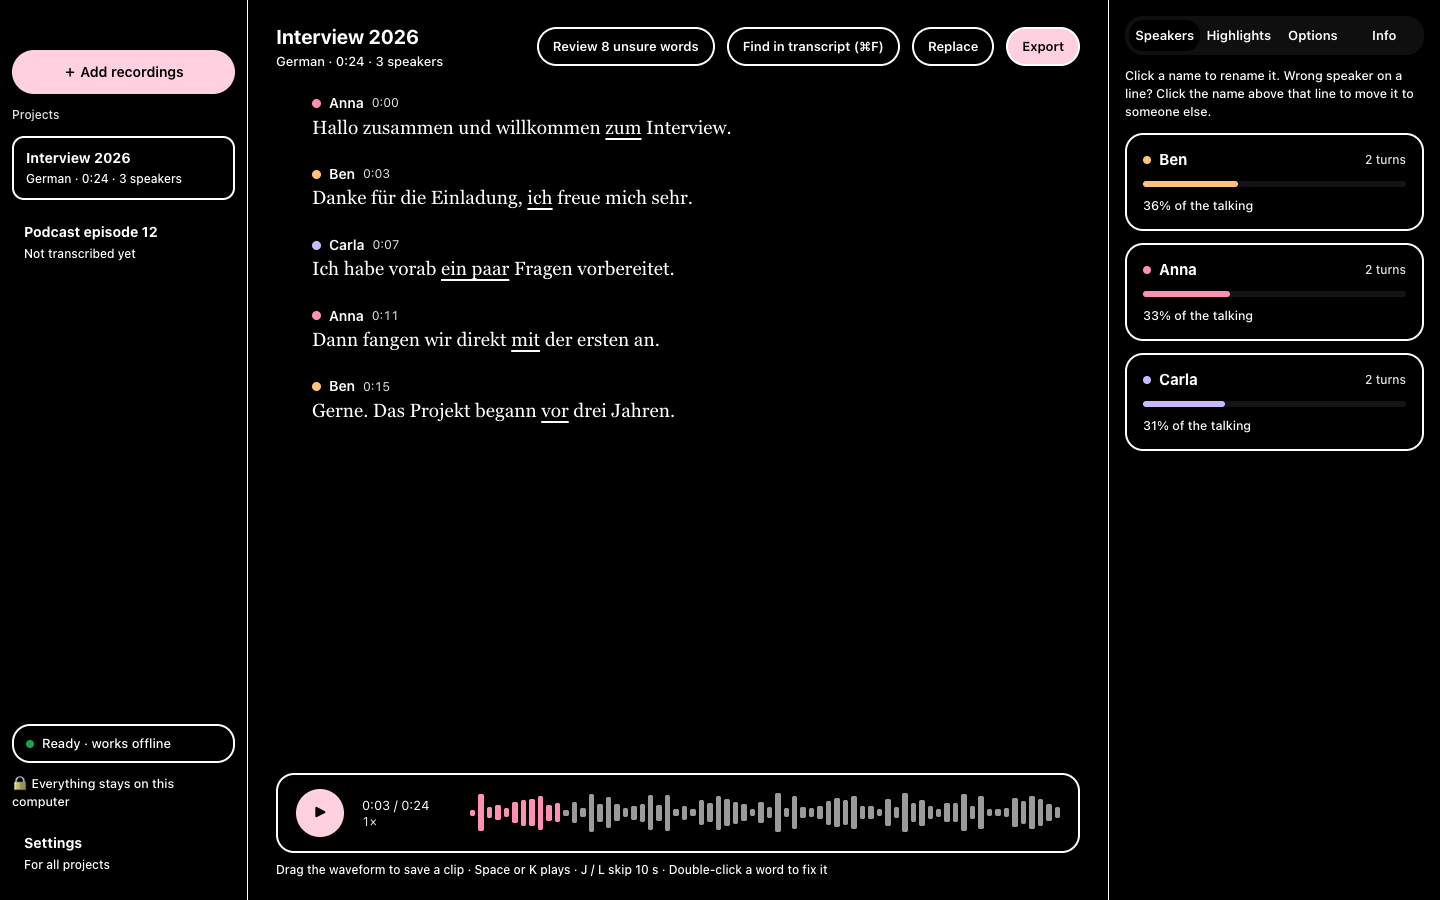 + Add recordings
Projects
Interview 2026
German · 0:24 · 3 speakers
Podcast episode 12
Not transcribed yet
Ready · works offline
Everything stays on this
computer
Settings
For all projects
Interview 2026
German · 0:24 · 3 speakers
Review 8 unsure words
Find in transcript (⌘F)
Replace
Export
Anna 0:00
Hallo zusammen und willkommen zum Interview.
Ben 0:03
Danke für die Einladung, ich freue mich sehr.
Carla 0:07
Ich habe vorab ein paar Fragen vorbereitet.
Anna 0:11
Dann fangen wir direkt mit der ersten an.
Ben 0:15
Gerne. Das Projekt begann vor drei Jahren.
0:03 / 0:24
1×
Drag the waveform to save a clip · Space or K plays · J / L skip 10 s · Double-click a word to fix it
Speakers Highlights Options Info
Click a name to rename it. Wrong speaker on a
line? Click the name above that line to move it to
someone else.
Ben 2 turns
36% of the talking
Anna 2 turns
33% of the talking
Carla 2 turns
31% of the talking